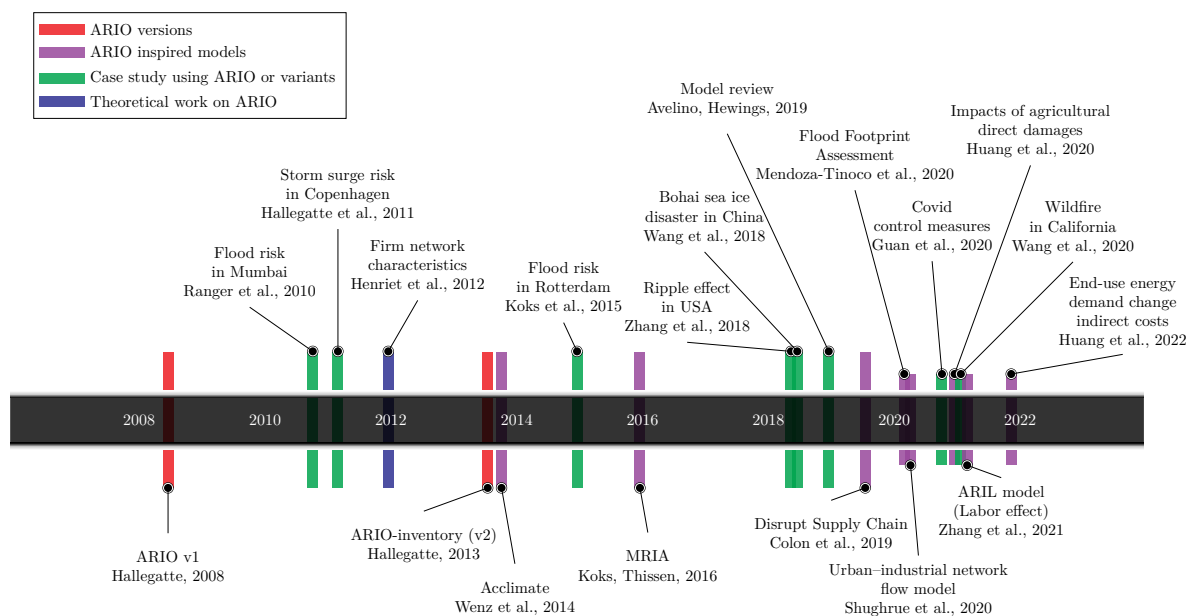 ARIO versions
ARIO inspired models
Case study using ARIO or variants
Theoretical work on ARIO
Model review
Avelino, Hewings, 2019
Impacts of agricultural
direct damages
Huang et al., 2020
Flood Footprint
Assessment
Mendoza-Tinoco et al., 2020
Storm surge risk
in Copenhagen
Hallegatte et al., 2011
Bohai sea ice
disaster in China
Wang et al., 2018
Covid
control measures
Guan et al., 2020
Wildfire
in California
Wang et al., 2020
Flood risk
in Mumbai
Ranger et al., 2010
Firm network
characteristics
Henriet et al., 2012
Flood risk
in Rotterdam
Koks et al., 2015
Ripple effect
in USA
Zhang et al., 2018
End-use energy
demand change
indirect costs
Huang et al., 2022
2008
2010
2012
2014
2016
2018
2020
2022
ARIO v1
Hallegatte, 2008
ARIO-inventory (v2)
Hallegatte, 2013
Acclimate
Wenz et al., 2014
MRIA
Koks, Thissen, 2016
Disrupt Supply Chain
Colon et al., 2019
Urban–industrial network
flow model
Shughrue et al., 2020
ARIL model
(Labor effect)
Zhang et al., 2021